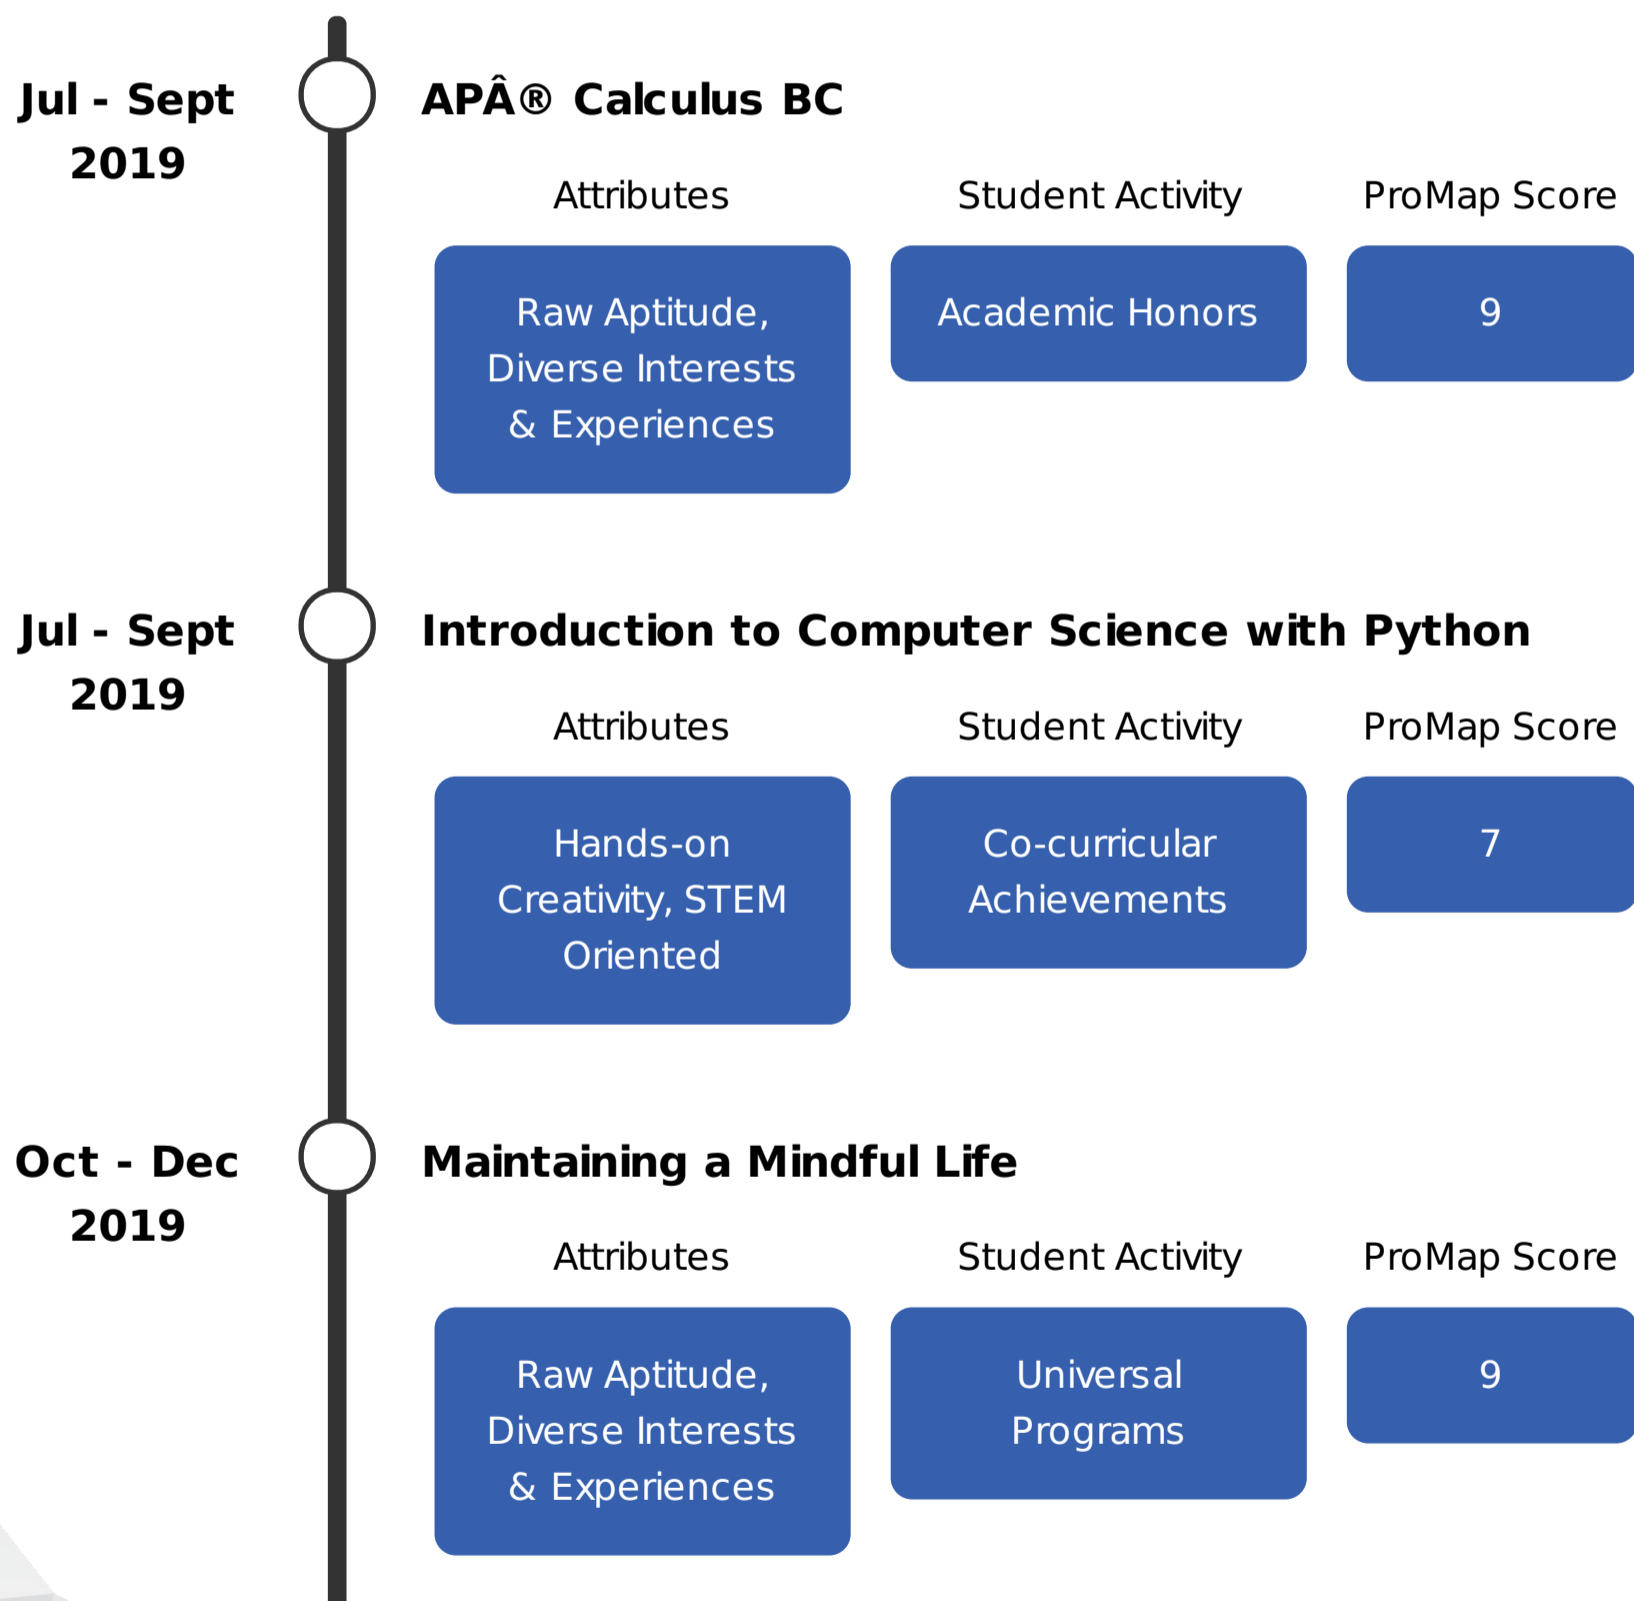 Jul - Sept
2019
APÂ® Calculus BC
Attributes
Student Activity
ProMap Score
Raw Aptitude,
Diverse Interests
& Experiences
Academic Honors
9
Jul - Sept
2019
Introduction to Computer Science with Python
Attributes
Student Activity
ProMap Score
Hands-on
Creativity, STEM
Oriented
Co-curricular
Achievements
7
Oct - Dec
2019
Maintaining a Mindful Life
Attributes
Student Activity
ProMap Score
Raw Aptitude,
Diverse Interests
& Experiences
Universal
Programs
9